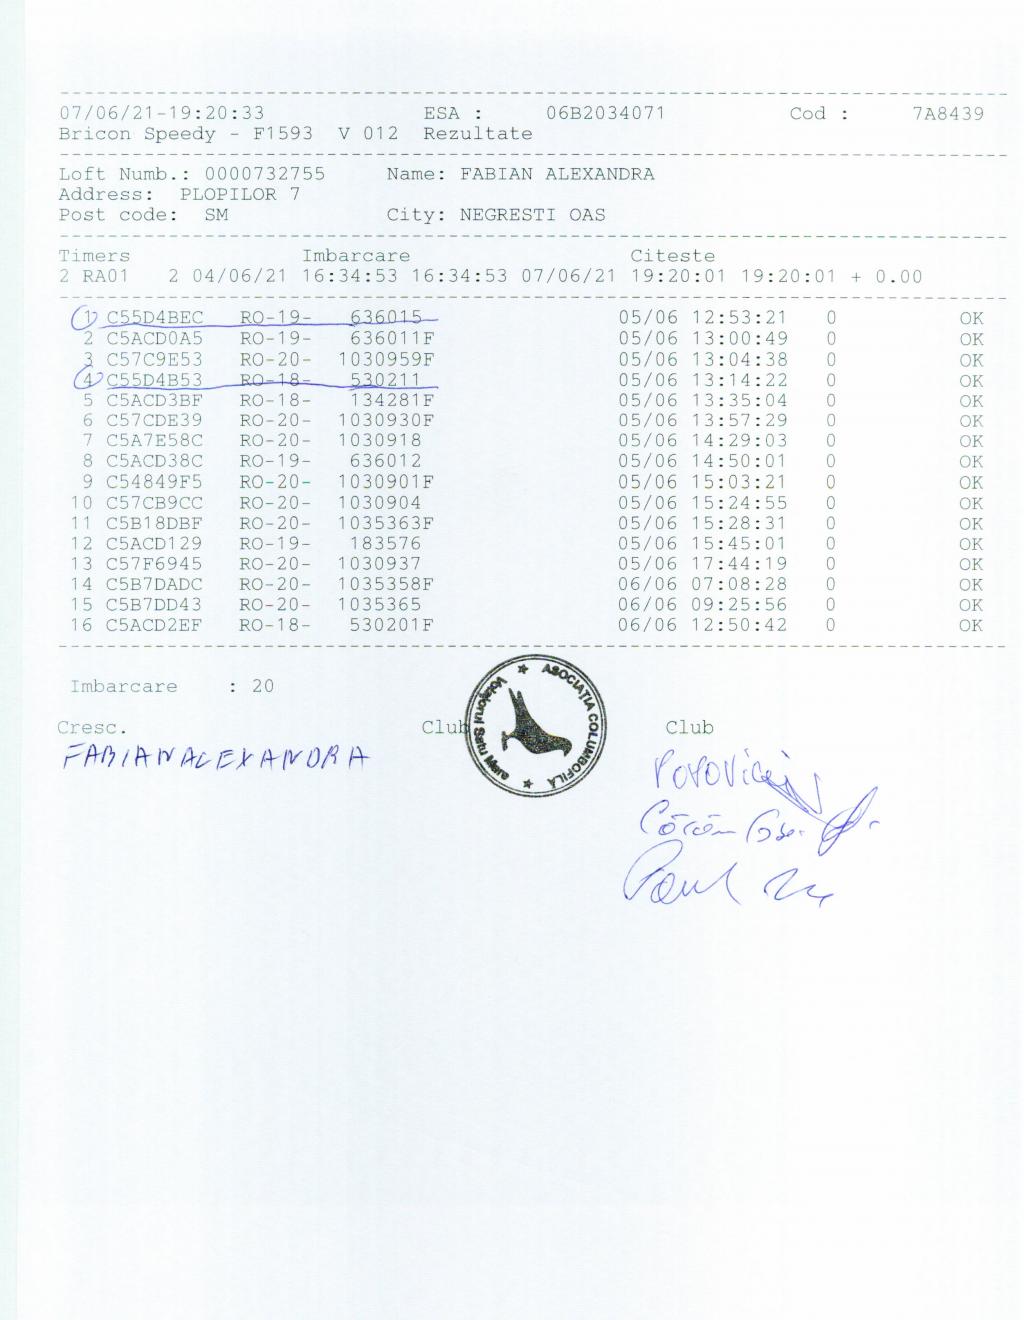 07/06/21-19:20:33 ESA : 06B2034071 Cod : 7A8439
Bricon Speedy - F1593 V 012 Rezultate
Loft Numb.: 0000732755 Name: FABIAN ALEXANDRA
Address: PLOPILOR 7
Post code: SM City: NEGRESTI OAS
Timers Imbarcare Citeste
2 RA01 2 04/06/21 16:34:53 16:34:53 07/06/21 19:20:01 19:20:01 + 0.00
1 C55D4BEC RO-19- 636015 05/06 12:53:21 0 OK
2 C5ACD0A5 RO-19- 636011F 05/06 13:00:49 0 OK
3 C57C9E53 RO-20- 1030959F 05/06 13:04:38 0 OK
4 C55D4B53 RO-18- 530211 05/06 13:14:22 0 OK
5 C5ACD3BF RO-18- 134281F 05/06 13:35:04 0 OK
6 C57CDE39 RO-20- 1030930F 05/06 13:57:29 0 OK
7 C5A7E58C RO-20- 1030918 05/06 14:29:03 0 OK
8 C5ACD38C RO-19- 636012 05/06 14:50:01 0 OK
9 C54849F5 RO-20- 1030901F 05/06 15:03:21 0 OK
10 C57CB9CC RO-20- 1030904 05/06 15:24:55 0 OK
11 C5B18DBF RO-20- 1035363F 05/06 15:28:31 0 OK
12 C5ACD129 RO-19- 183576 05/06 15:45:01 0 OK
13 C57F6945 RO-20- 1030937 05/06 17:44:19 0 OK
14 C5B7DADC RO-20- 1035358F 06/06 07:08:28 0 OK
15 C5B7DD43 RO-20- 1035365 06/06 09:25:56 0 OK
16 C5ACD2EF RO-18- 530201F 06/06 12:50:42 0 OK
Imbarcare : 20
Cresc. Club Club
FABIAN ALEXANDRA
ASOCIAȚIA COLUMBOFILĂ
Satu Mare